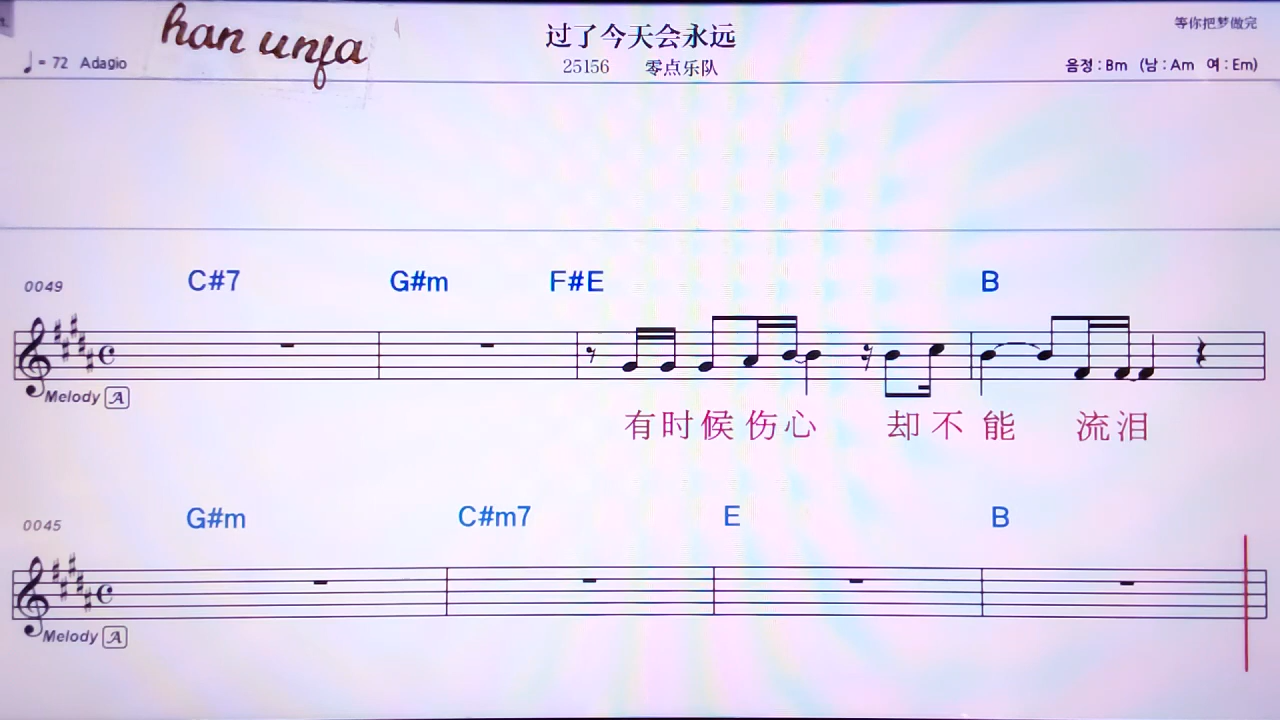 han unfa
过了今天会永远
等你把梦做完
♩= 72 Adagio
25156 零点乐队
음정 : Bm (남 : Am 여 : Em)
0049
C#7 G#m F#E B
Melody A
有时候伤心 却不能 流泪
0045
G#m C#m7 E B
Melody A